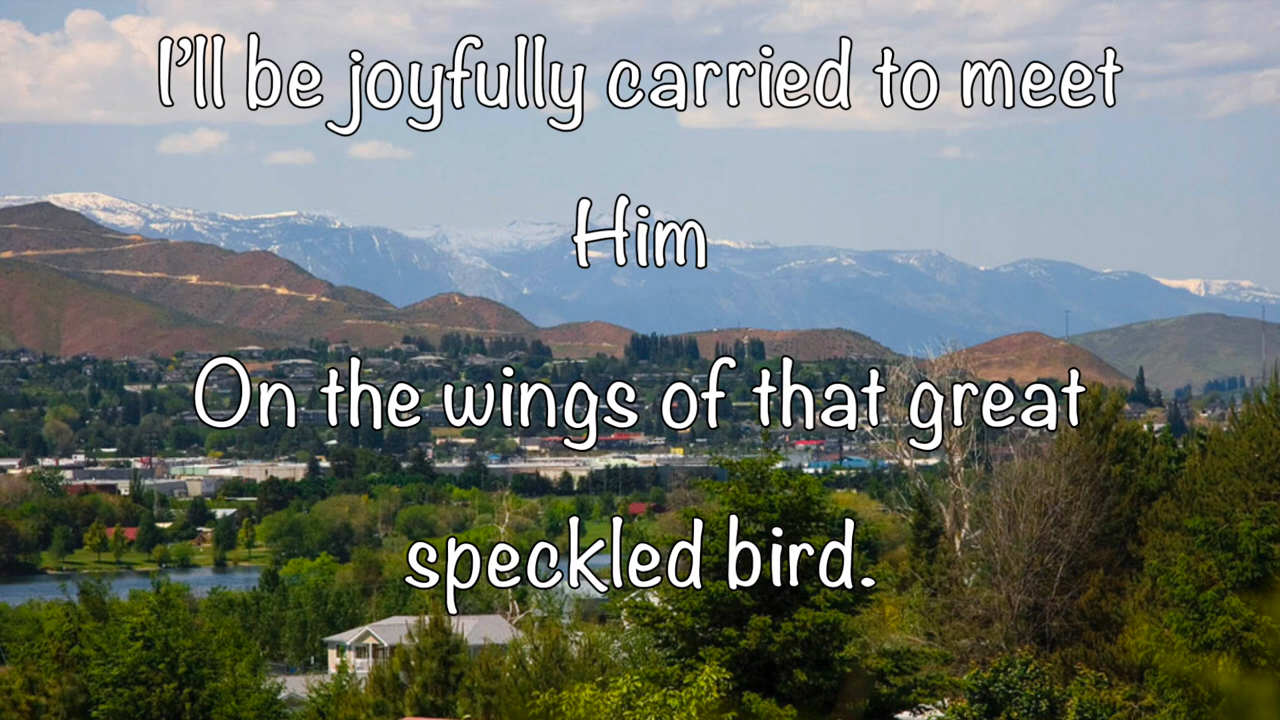 I'll be joyfully carried to meet
Him
On the wings of that great
speckled bird.